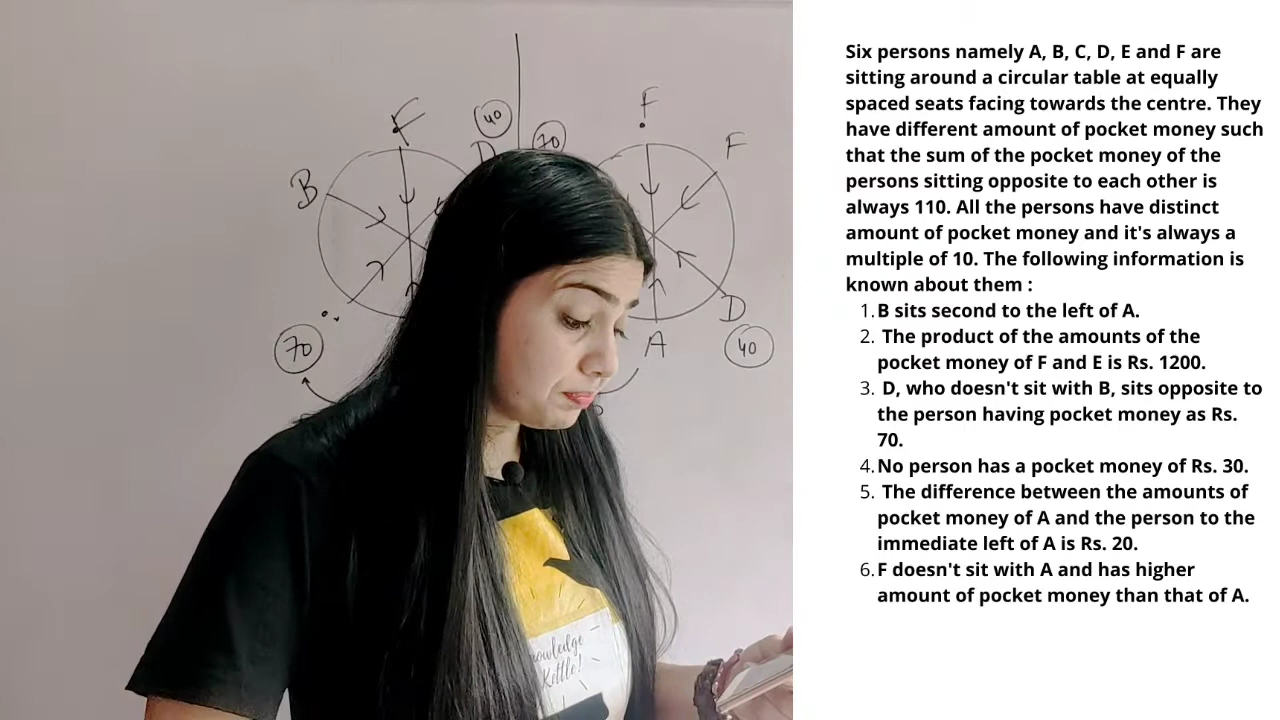 F
40
70
F
F
B
D
70
A
D
40
nowledge
Kettle!
Six persons namely A, B, C, D, E and F are
sitting around a circular table at equally
spaced seats facing towards the centre. They
have different amount of pocket money such
that the sum of the pocket money of the
persons sitting opposite to each other is
always 110. All the persons have distinct
amount of pocket money and it's always a
multiple of 10. The following information is
known about them :
1. B sits second to the left of A.
2. The product of the amounts of the
pocket money of F and E is Rs. 1200.
3. D, who doesn't sit with B, sits opposite to
the person having pocket money as Rs.
70.
4. No person has a pocket money of Rs. 30.
5. The difference between the amounts of
pocket money of A and the person to the
immediate left of A is Rs. 20.
6. F doesn't sit with A and has higher
amount of pocket money than that of A.